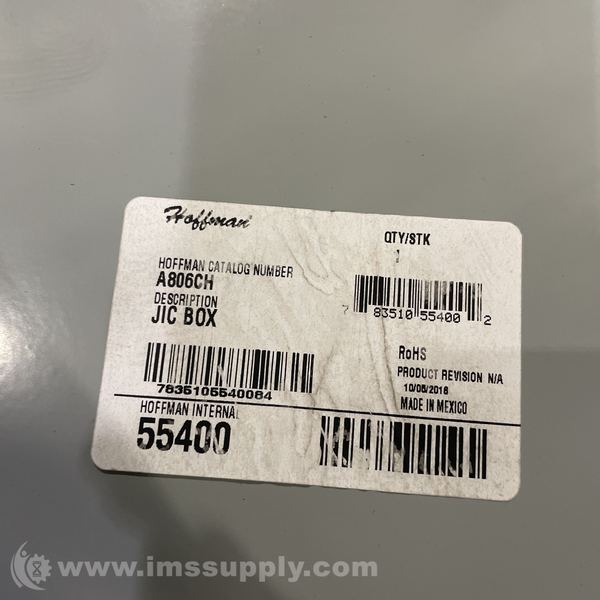 Hoffman
QTY/STK
1
HOFFMAN CATALOG NUMBER
A806CH
DESCRIPTION
JIC BOX
7 83510 55400 2
7835105540084
RoHS
PRODUCT REVISION N/A
10/05/2016
MADE IN MEXICO
HOFFMAN INTERNAL
55400
www.imssupply.com